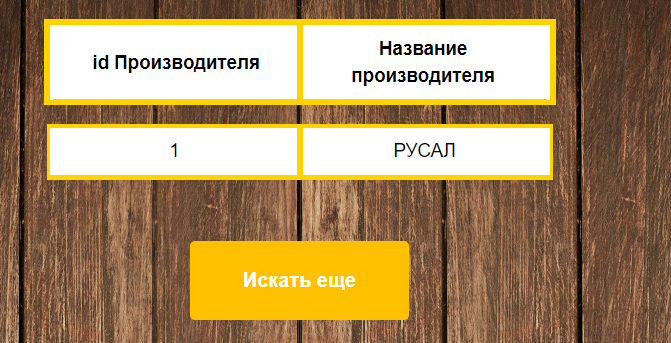 id Производителя
Название
производителя
1
РУСАЛ
Искать еще